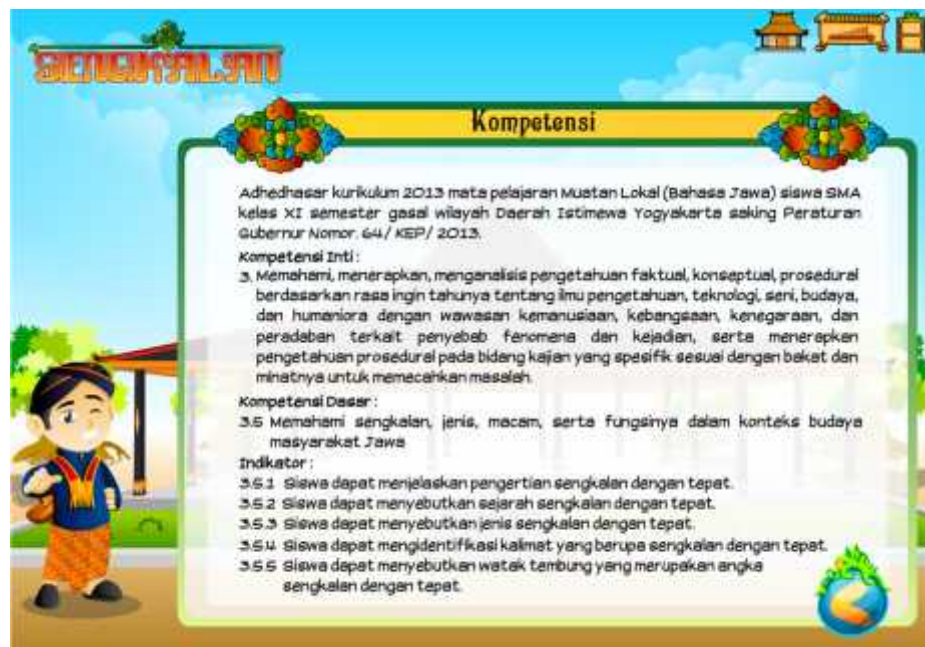 SENGKALAN
Kompetensi
Adhedhasar kurikulum 2013 mata pelajaran Muatan Lokal (Bahasa Jawa) siswa SMA
kelas XI semester gasal wilayah Daerah Istimewa Yogyakarta saking Peraturan
Gubernur Nomor. 64/ KEP/ 2013.
Kompetensi Inti :
3. Memahami, menerapkan, menganalisis pengetahuan faktual, konseptual, prosedural
berdasarkan rasa ingin tahunya tentang ilmu pengetahuan, teknologi, seni, budaya,
dan humaniora dengan wawasan kemanusiaan, kebangsaan, kenegaraan, dan
peradaban terkait penyebab fenomena dan kejadian, serta menerapkan
pengetahuan prosedural pada bidang kajian yang spesifik sesuai dengan bakat dan
minatnya untuk memecahkan masalah.
Kompetensi Dasar :
3.5 Memahami sengkalan, jenis, macam, serta fungsinya dalam konteks budaya
masyarakat Jawa
Indikator :
3.5.1 Siswa dapat menjelaskan pengertian sengkalan dengan tepat.
3.5.2 Siswa dapat menyebutkan sejarah sengkalan dengan tepat.
3.5.3 Siswa dapat menyebutkan jenis sengkalan dengan tepat.
3.5.4 Siswa dapat mengidentifikasi kalimat yang berupa sengkalan dengan tepat.
3.5.5 Siswa dapat menyebutkan watak tembung yang merupakan angka
sengkalan dengan tepat.